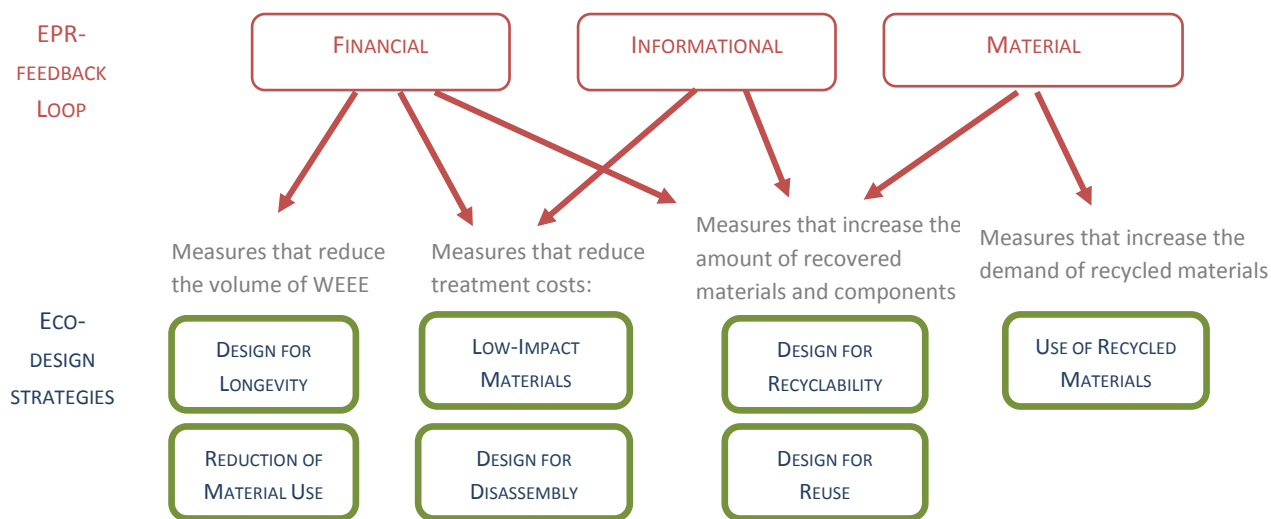 EPR-
FEEDBACK
LOOP
FINANCIAL
INFORMATIONAL
MATERIAL
Measures that reduce
the volume of WEEE
Measures that reduce
treatment costs:
Measures that increase the
amount of recovered
materials and components
Measures that increase the
demand of recycled materials
ECO-
DESIGN
STRATEGIES
DESIGN FOR
LONGEVITY
LOW-IMPACT
MATERIALS
DESIGN FOR
RECYCLABILITY
USE OF RECYCLED
MATERIALS
REDUCTION OF
MATERIAL USE
DESIGN FOR
DISASSEMBLY
DESIGN FOR
REUSE